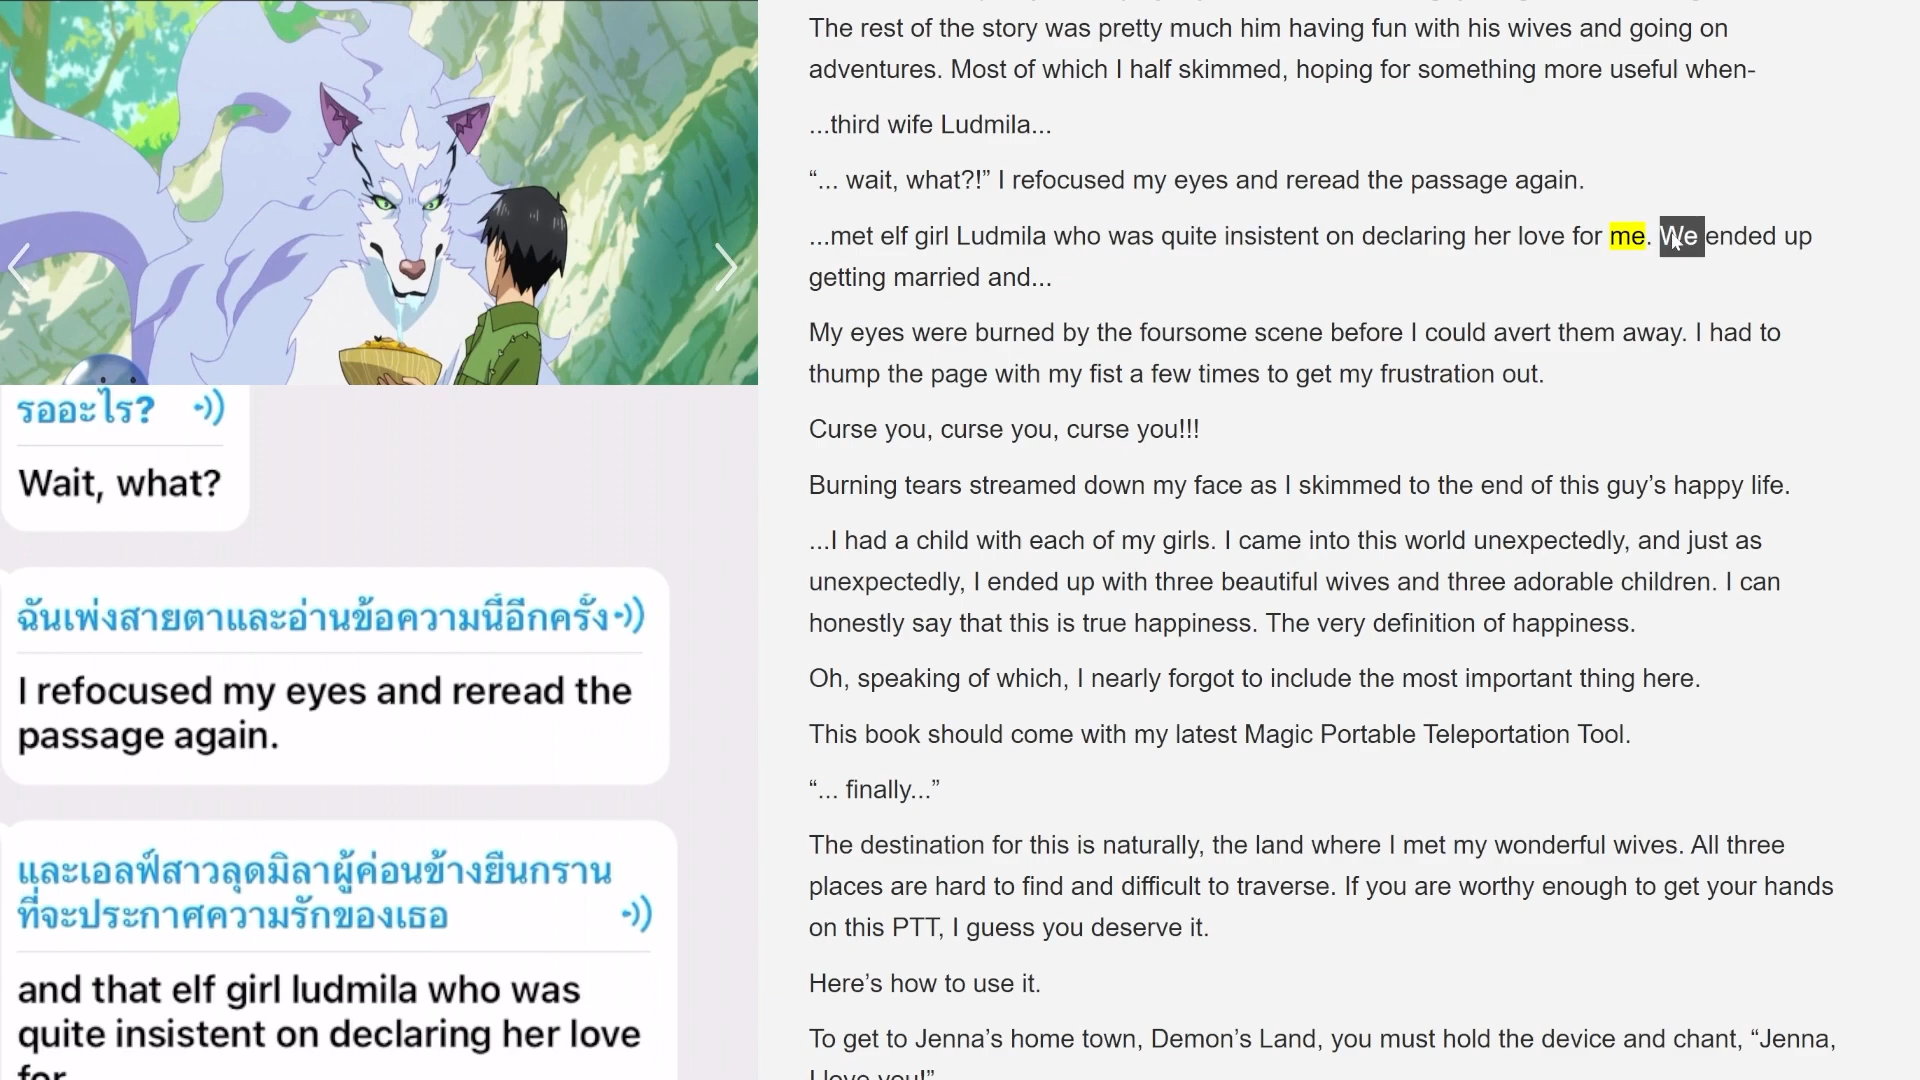 รออะไร?
Wait, what?
ฉันเพ่งสายตาและอ่านข้อความนี้อีกครั้ง
I refocused my eyes and reread the
passage again.
และเอลฟ์สาวลุดมิลาผู้ค่อนข้างยืนกราน
ที่จะประกาศความรักของเธอ
and that elf girl ludmila who was
quite insistent on declaring her love
for
The rest of the story was pretty much him having fun with his wives and going on
adventures. Most of which I half skimmed, hoping for something more useful when-
...third wife Ludmila...
“... wait, what?!” I refocused my eyes and reread the passage again.
...met elf girl Ludmila who was quite insistent on declaring her love for me. We ended up
getting married and...
My eyes were burned by the foursome scene before I could avert them away. I had to
thump the page with my fist a few times to get my frustration out.
Curse you, curse you, curse you!!!
Burning tears streamed down my face as I skimmed to the end of this guy’s happy life.
...I had a child with each of my girls. I came into this world unexpectedly, and just as
unexpectedly, I ended up with three beautiful wives and three adorable children. I can
honestly say that this is true happiness. The very definition of happiness.
Oh, speaking of which, I nearly forgot to include the most important thing here.
This book should come with my latest Magic Portable Teleportation Tool.
“... finally...”
The destination for this is naturally, the land where I met my wonderful wives. All three
places are hard to find and difficult to traverse. If you are worthy enough to get your hands
on this PTT, I guess you deserve it.
Here’s how to use it.
To get to Jenna’s home town, Demon’s Land, you must hold the device and chant, “Jenna,
I love you!”